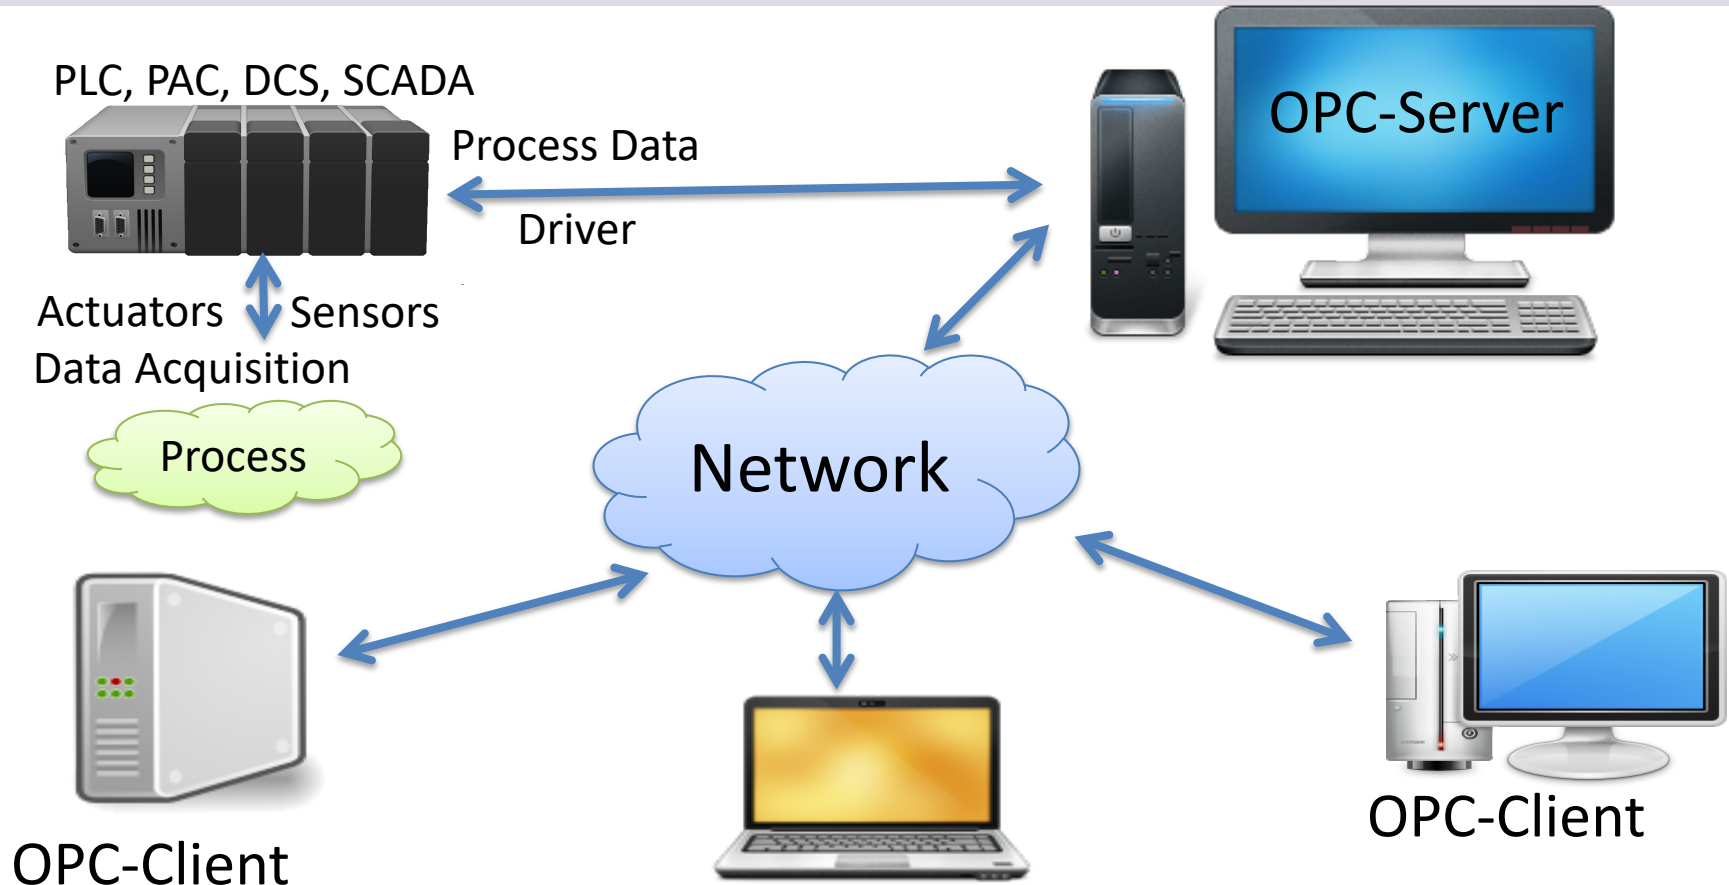 PLC, PAC, DCS, SCADA
Process Data
Driver
OPC-Server
Actuators
Sensors
Data Acquisition
Process
Network
OPC-Client
OPC-Client